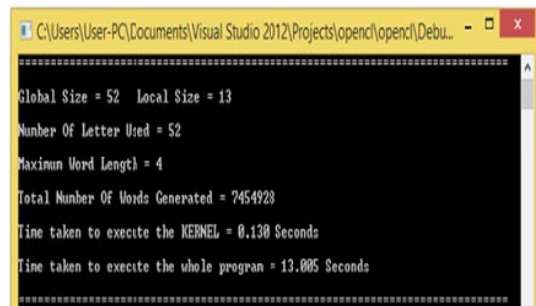 C:\Users\User-PC\Documents\Visual Studio 2012\Projects\opencl\opencl\Debu...
================================================================
Global Size = 52 Local Size = 13
Number Of Letter Used = 52
Maximum Word Length = 4
Total Number Of Words Generated = 7454928
Time taken to execute the KERNEL = 0.130 Seconds
Time taken to execute the whole program = 13.005 Seconds
================================================================